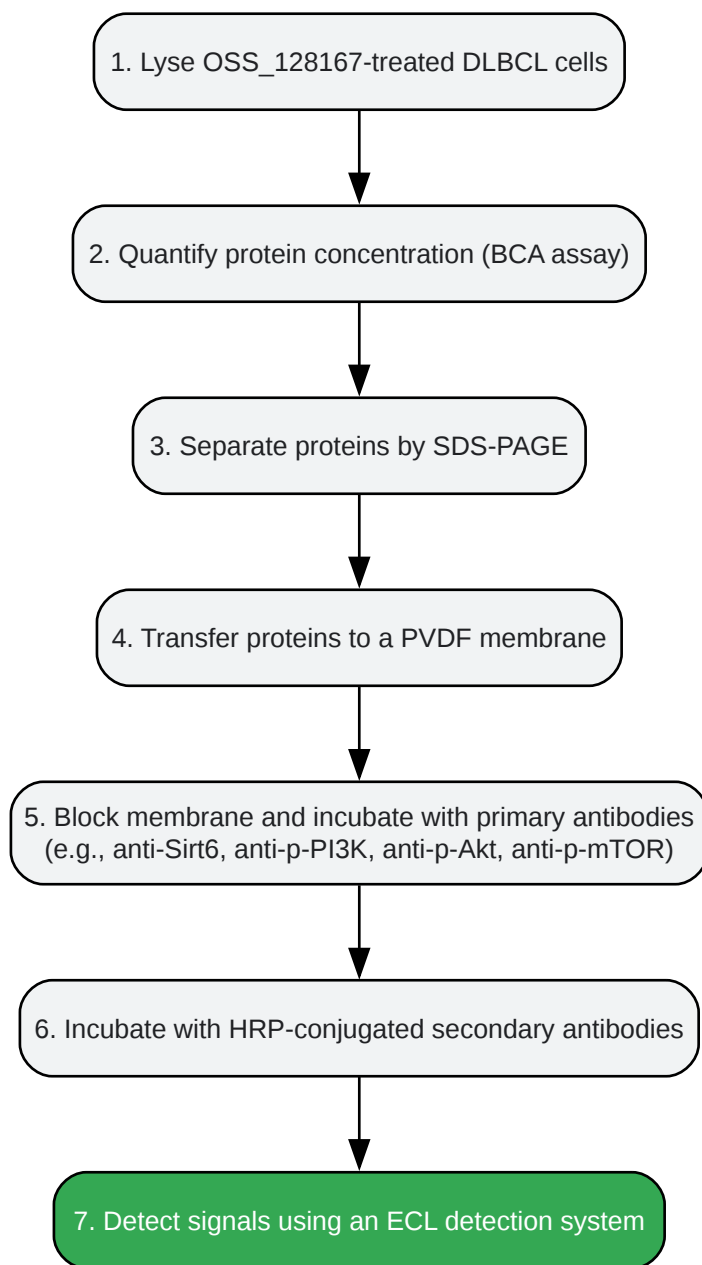 1. Lyse OSS_128167-treated DLBCL cells
2. Quantify protein concentration (BCA assay)
3. Separate proteins by SDS-PAGE
4. Transfer proteins to a PVDF membrane
5. Block membrane and incubate with primary antibodies
(e.g., anti-Sirt6, anti-p-PI3K, anti-p-Akt, anti-p-mTOR)
6. Incubate with HRP-conjugated secondary antibodies
7. Detect signals using an ECL detection system